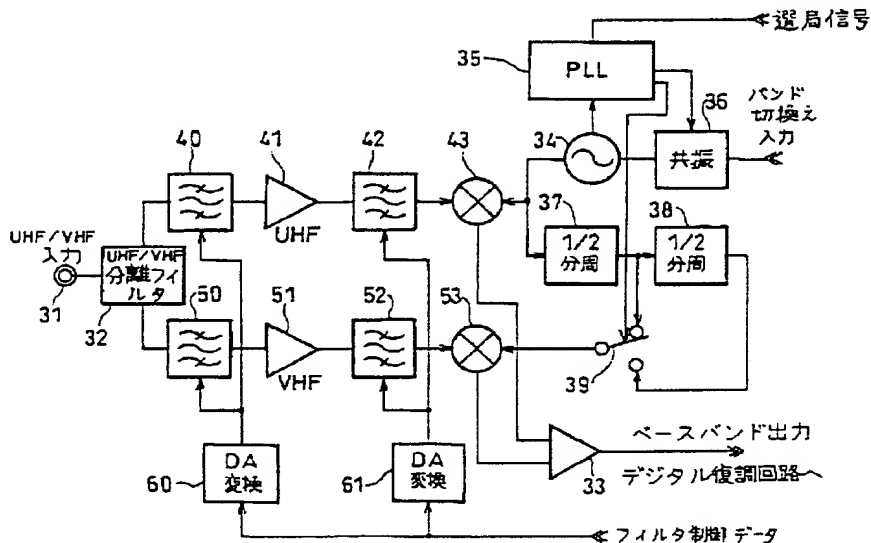 選局信号
35
PLL
36
バンド
切換え
入力
34
共振
40
41
42
43
37
38
UHF
1/2
分周
1/2
分周
UHF/VHF
入力
31
UHF/VHF
分離フィ
ルタ
32
50
51
52
53
VHF
39
60
DA
変換
61
DA
変換
33
ベースバンド出力
デジタル復調回路へ
フィルタ制御データ